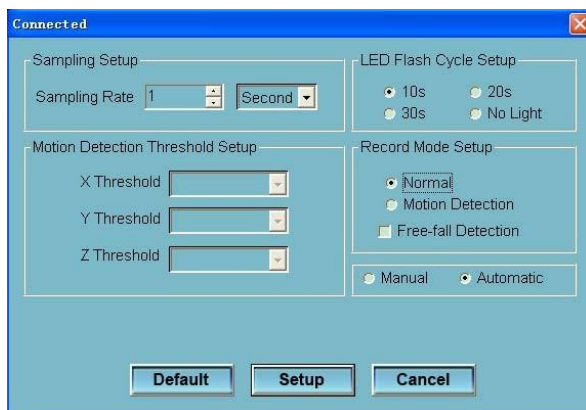 Connected
Sampling Setup
Sampling Rate 1 Second
LED Flash Cycle Setup
10s 20s
30s No Light
Motion Detection Threshold Setup
X Threshold
Y Threshold
Z Threshold
Record Mode Setup
Normal
Motion Detection
Free-fall Detection
Manual Automatic
Default Setup Cancel